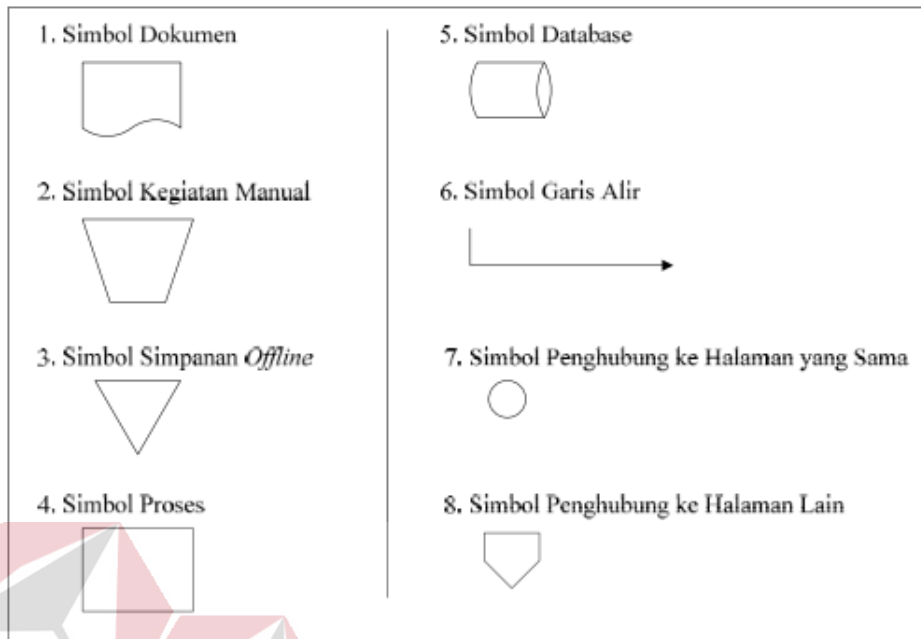 1. Simbol Dokumen
2. Simbol Kegiatan Manual
3. Simbol Simpanan Offline
4. Simbol Proses
5. Simbol Database
6. Simbol Garis Alir
7. Simbol Penghubung ke Halaman yang Sama
8. Simbol Penghubung ke Halaman Lain